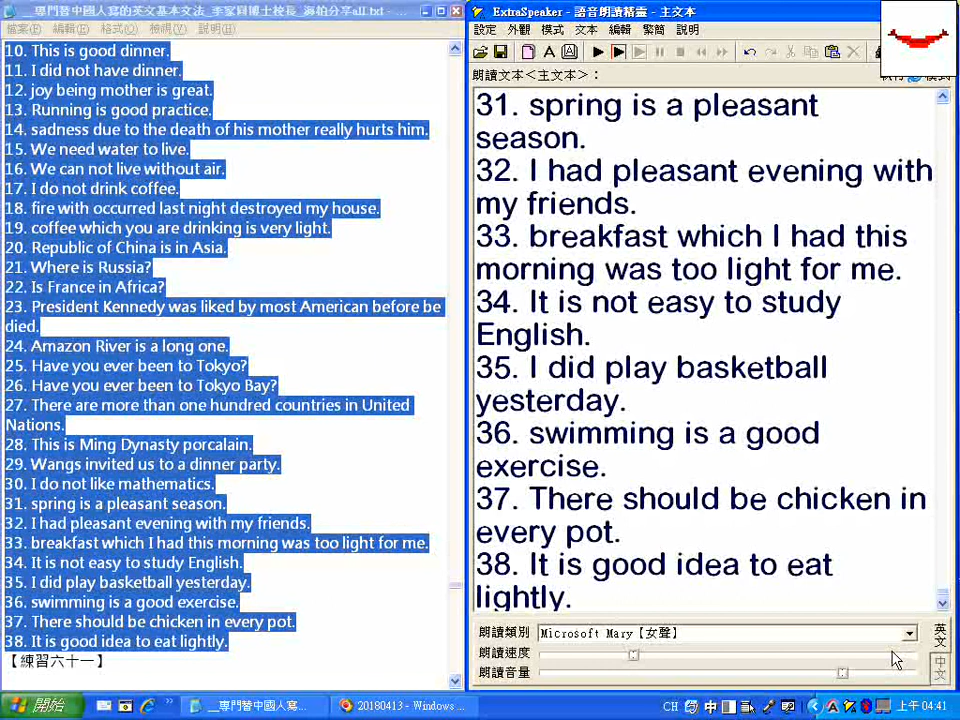 專門替中國人寫的英文基本文法_李家同博士校長_海柏分享all.txt - ...
檔案(F) 編輯(E) 格式(O) 檢視(V) 說明(H)
10. This is good dinner.
11. I did not have dinner.
12. joy being mother is great.
13. Running is good practice.
14. sadness due to the death of his mother really hurts him.
15. We need water to live.
16. We can not live without air.
17. I do not drink coffee.
18. fire with occurred last night destroyed my house.
19. coffee which you are drinking is very light.
20. Republic of China is in Asia.
21. Where is Russia?
22. Is France in Africa?
23. President Kennedy was liked by most American before be
died.
24. Amazon River is a long one.
25. Have you ever been to Tokyo?
26. Have you ever been to Tokyo Bay?
27. There are more than one hundred countries in United
Nations.
28. This is Ming Dynasty porcalain.
29. Wangs invited us to a dinner party.
30. I do not like mathematics.
31. spring is a pleasant season.
32. I had pleasant evening with my friends.
33. breakfast which I had this morning was too light for me.
34. It is not easy to study English.
35. I did play basketball yesterday.
36. swimming is a good exercise.
37. There should be chicken in every pot.
38. It is good idea to eat lightly.
【練習六十一】
ExtraSpeaker - 語音朗讀精靈 - 主文本
設定 外觀 模式 文本 編輯 繁簡 說明
朗讀文本<主文本>：
31. spring is a pleasant
season.
32. I had pleasant evening with
my friends.
33. breakfast which I had this
morning was too light for me.
34. It is not easy to study
English.
35. I did play basketball
yesterday.
36. swimming is a good
exercise.
37. There should be chicken in
every pot.
38. It is good idea to eat
lightly.
朗讀類別 Microsoft Mary【女聲】
朗讀速度
朗讀音量
英文
中文
開始
__專門替中國人寫...
20180413 - Windows ...
CH 中
上午 04:41